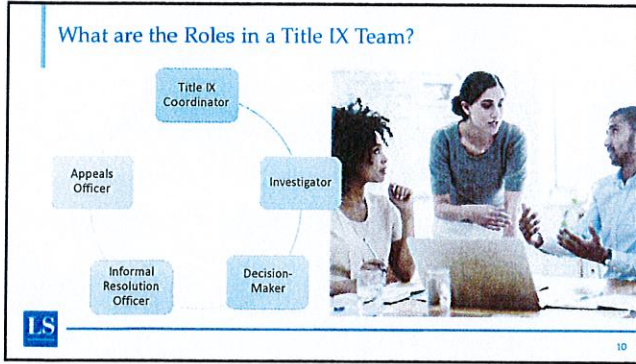 What are the Roles in a Title IX Team?
Title IX
Coordinator
Investigator
Decision-
Maker
Informal
Resolution
Officer
Appeals
Officer
LS
10